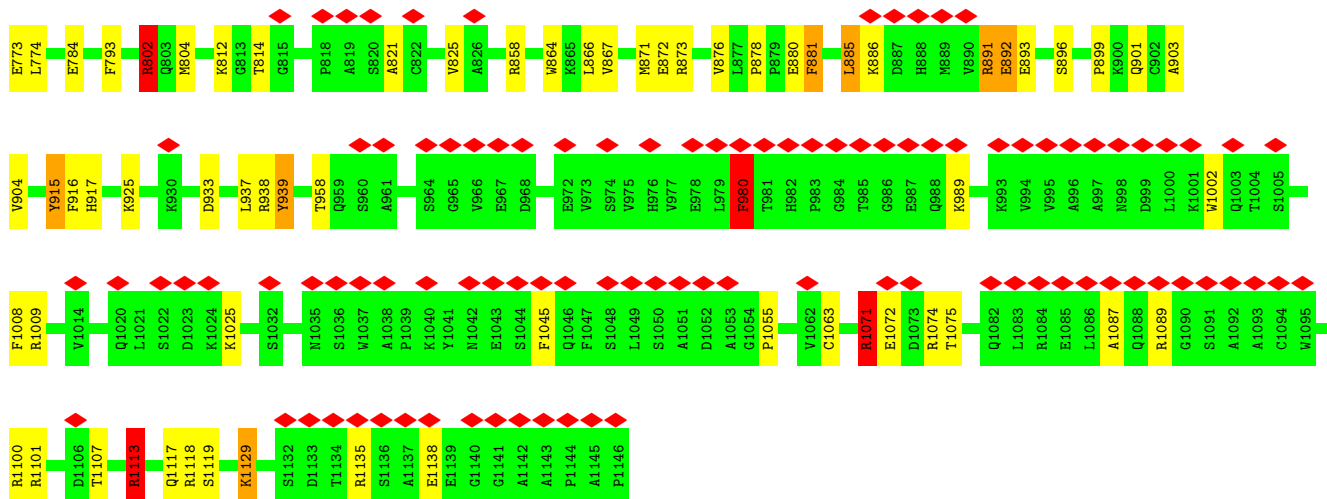 E773 L774 E784 F793 R802 Q803 M804 K812 G813 T814 G815 P818 A819 S820 A821 C822 V825 A826 R858 W864 K865 L866 V867 M871 E872 R873 V876 L877 P878 P879 E880 F881 L885 K886 D887 H888 M889 V890 R891 E892 E893 S896 P899 K900 Q901 C902 A903
V904 Y915 F916 H917 K925 K930 D933 L937 R938 Y939 T958 Q959 S960 A961 S964 G965 V966 E967 D968 E972 V973 S974 V975 H976 V977 E978 L979 F980 T981 H982 P983 G984 T985 G986 E987 Q988 K989 K993 V994 V995 A996 A997 N998 D999 L1000 K1001 W1002 Q1003 T1004 S1005
F1008 R1009 V1014 Q1020 L1021 S1022 D1023 K1024 K1025 S1032 N1035 S1036 W1037 A1038 P1039 K1040 Y1041 N1042 E1043 S1044 F1045 Q1046 F1047 S1048 L1049 S1050 A1051 D1052 A1053 G1054 P1055 V1062 C1063 R1071 E1072 D1073 R1074 T1075 Q1082 L1083 R1084 E1085 L1086 A1087 Q1088 R1089 G1090 S1091 A1092 A1093 C1094 W1095
R1100 R1101 D1106 T1107 R1113 Q1117 R1118 S1119 K1129 S1132 D1133 T1134 R1135 S1136 A1137 E1138 E1139 G1140 G1141 A1142 A1143 P1144 A1145 P1146